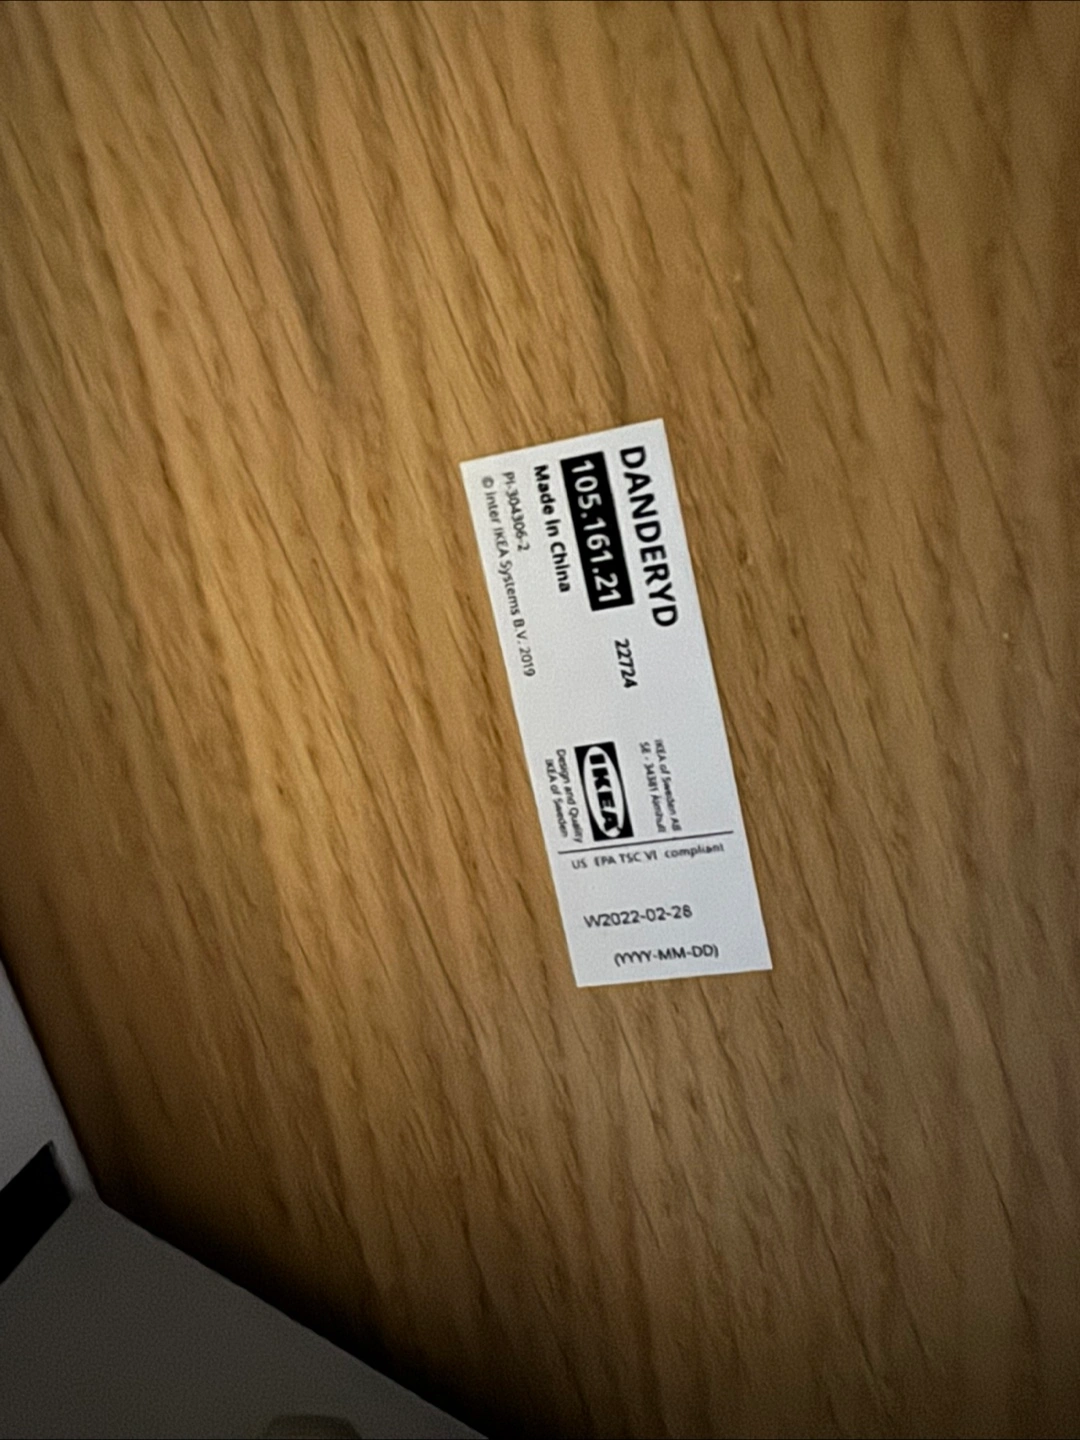 DANDERYD
105.161.21 22724
Made in China
PI-304306-2
© Inter IKEA Systems B.V. 2019
IKEA of Sweden AB
SE - 34381 Älmhult
IKEA
Design and Quality
IKEA of Sweden
US EPA TSC VI compliant
W2022-02-28
(YYYY-MM-DD)